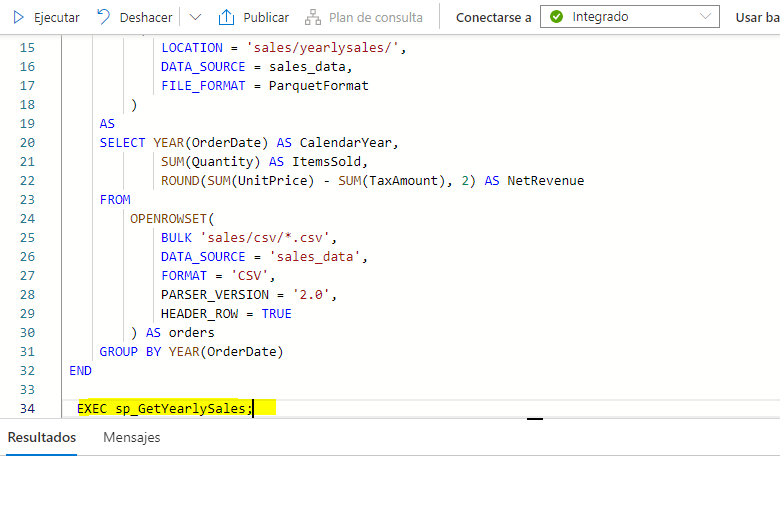 Ejecutar Deshacer Publicar Plan de consulta Conectarse a Integrado Usar ba
15 LOCATION = 'sales/yearlysales/',
16 DATA_SOURCE = sales_data,
17 FILE_FORMAT = ParquetFormat
18 )
19 AS
20 SELECT YEAR(OrderDate) AS CalendarYear,
21 SUM(Quantity) AS ItemsSold,
22 ROUND(SUM(UnitPrice) - SUM(TaxAmount), 2) AS NetRevenue
23 FROM
24 OPENROWSET(
25 BULK 'sales/csv/*.csv',
26 DATA_SOURCE = 'sales_data',
27 FORMAT = 'CSV',
28 PARSER_VERSION = '2.0',
29 HEADER_ROW = TRUE
30 ) AS orders
31 GROUP BY YEAR(OrderDate)
32 END
33
34 EXEC sp_GetYearlySales;
Resultados Mensajes